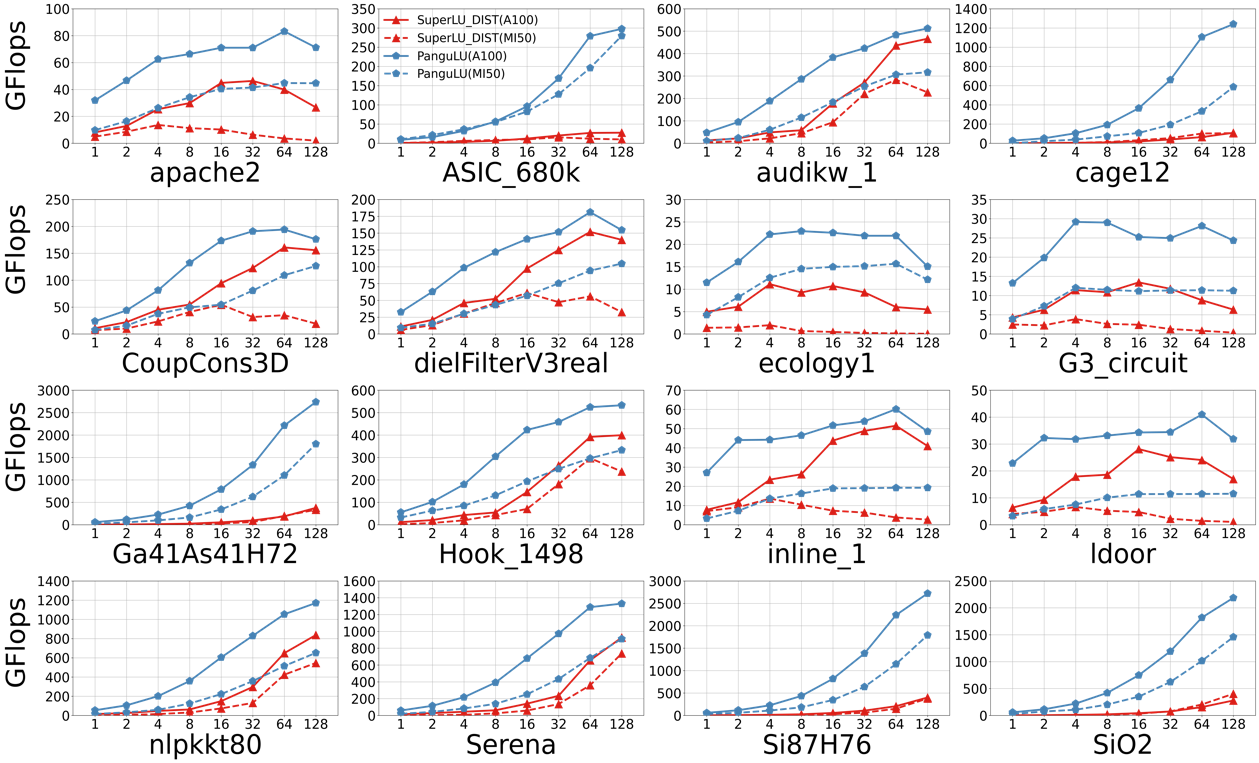 GFlops
100
80
60
40
20
0
1 2 4 8 16 32 64 128
apache2
350
300
250
200
150
100
50
0
SuperLU_DIST(A100)
SuperLU_DIST(MI50)
PanguLU(A100)
PanguLU(MI50)
1 2 4 8 16 32 64 128
ASIC_680k
600
500
400
300
200
100
0
1 2 4 8 16 32 64 128
audikw_1
1400
1200
1000
800
600
400
200
0
1 2 4 8 16 32 64 128
cage12
GFlops
250
200
150
100
50
0
1 2 4 8 16 32 64 128
CoupCons3D
200
175
150
125
100
75
50
25
0
1 2 4 8 16 32 64 128
dielFilterV3real
30
25
20
15
10
5
0
1 2 4 8 16 32 64 128
ecology1
35
30
25
20
15
10
5
0
1 2 4 8 16 32 64 128
G3_circuit
GFlops
3000
2500
2000
1500
1000
500
0
1 2 4 8 16 32 64 128
Ga41As41H72
600
500
400
300
200
100
0
1 2 4 8 16 32 64 128
Hook_1498
70
60
50
40
30
20
10
0
1 2 4 8 16 32 64 128
inline_1
50
40
30
20
10
0
1 2 4 8 16 32 64 128
ldoor
GFlops
1400
1200
1000
800
600
400
200
0
1 2 4 8 16 32 64 128
nlpkkt80
1600
1400
1200
1000
800
600
400
200
0
1 2 4 8 16 32 64 128
Serena
3000
2500
2000
1500
1000
500
0
1 2 4 8 16 32 64 128
Si87H76
2500
2000
1500
1000
500
0
1 2 4 8 16 32 64 128
SiO2